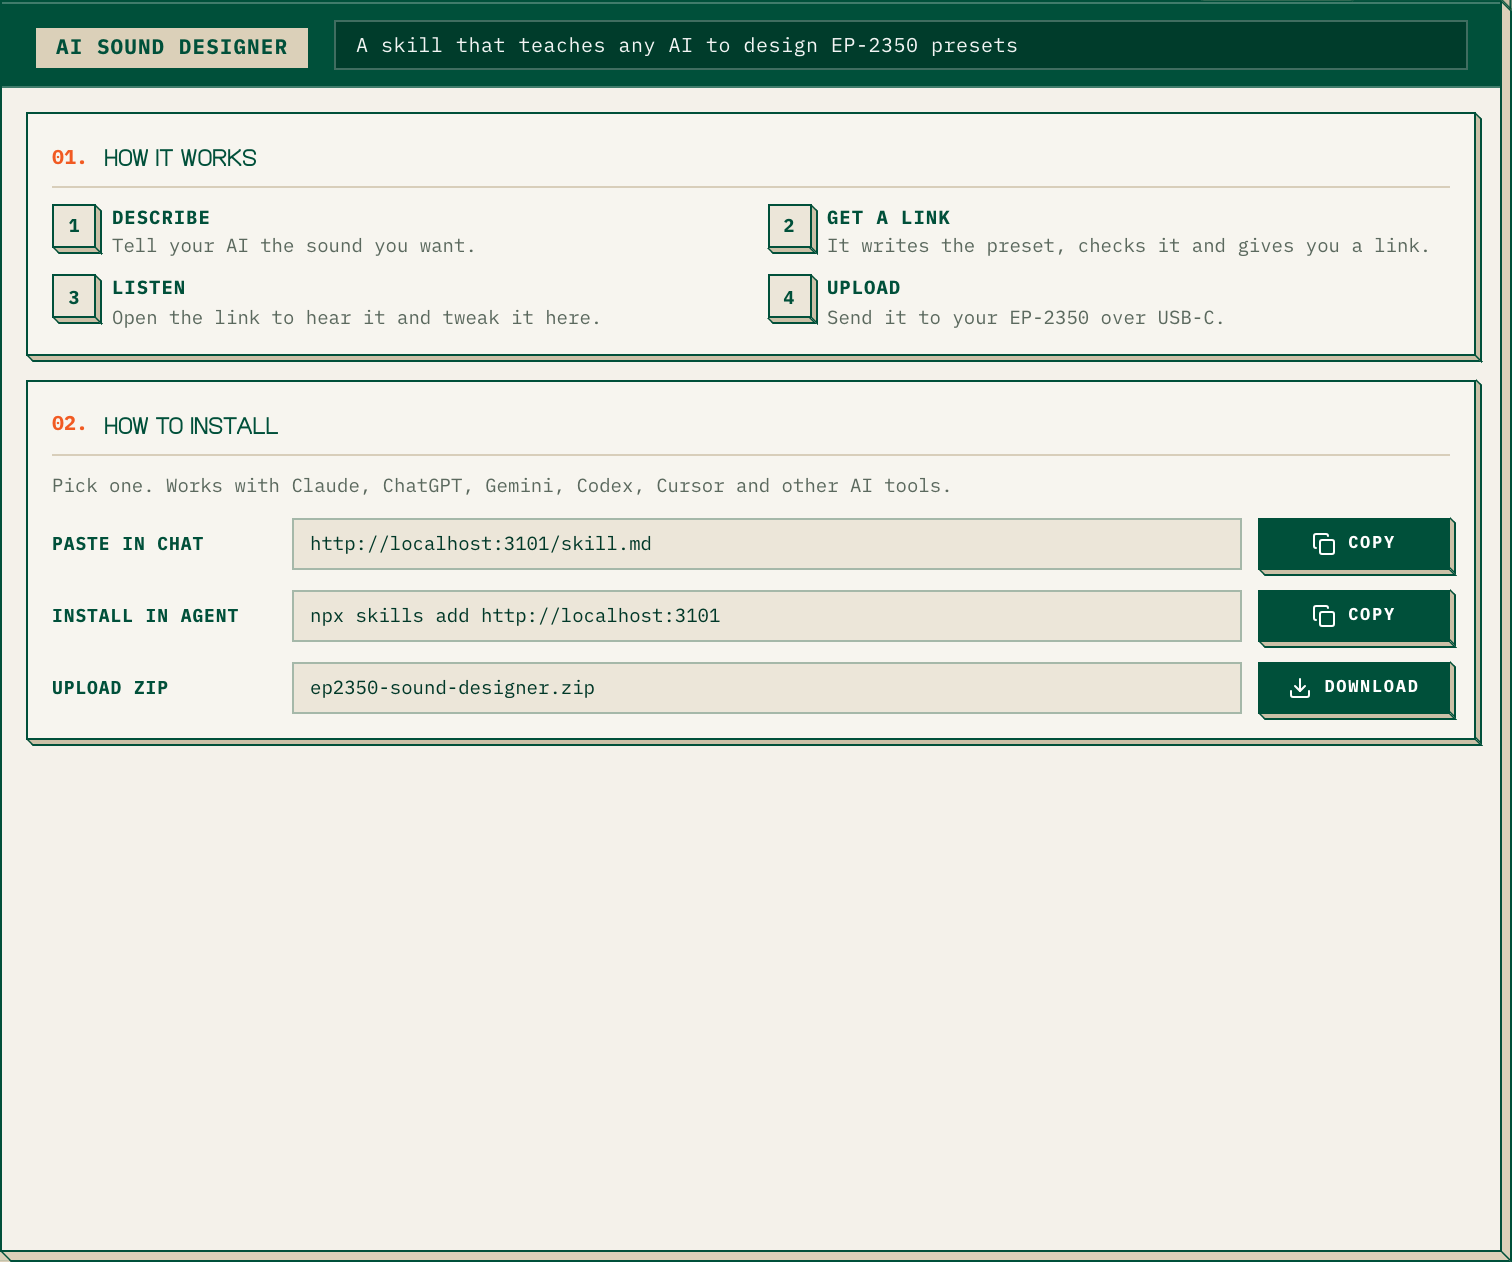 AI SOUND DESIGNER
A skill that teaches any AI to design EP-2350 presets
01. HOW IT WORKS
1 DESCRIBE
Tell your AI the sound you want.
2 GET A LINK
It writes the preset, checks it and gives you a link.
3 LISTEN
Open the link to hear it and tweak it here.
4 UPLOAD
Send it to your EP-2350 over USB-C.
02. HOW TO INSTALL
Pick one. Works with Claude, ChatGPT, Gemini, Codex, Cursor and other AI tools.
PASTE IN CHAT http://localhost:3101/skill.md COPY
INSTALL IN AGENT npx skills add http://localhost:3101 COPY
UPLOAD ZIP ep2350-sound-designer.zip DOWNLOAD